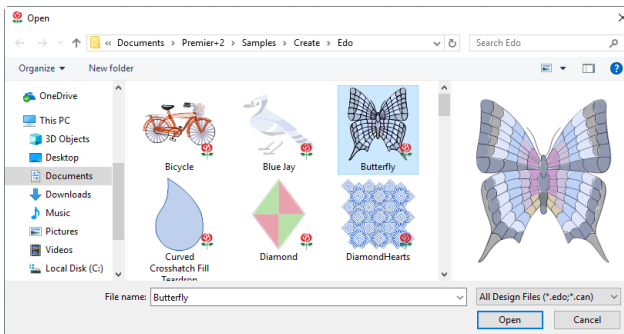 Open
« Documents > Premier+2 > Samples > Create > Edo
Search Edo
Organize
New folder
OneDrive
This PC
3D Objects
Desktop
Documents
Downloads
Music
Pictures
Videos
Local Disk (C:)
Bicycle
Blue Jay
Butterfly
Curved
Crosshatch Fill
Teardrop
Diamond
DiamondHearts
File name:
Butterfly
All Design Files (*.edo;*.can)
Open
Cancel